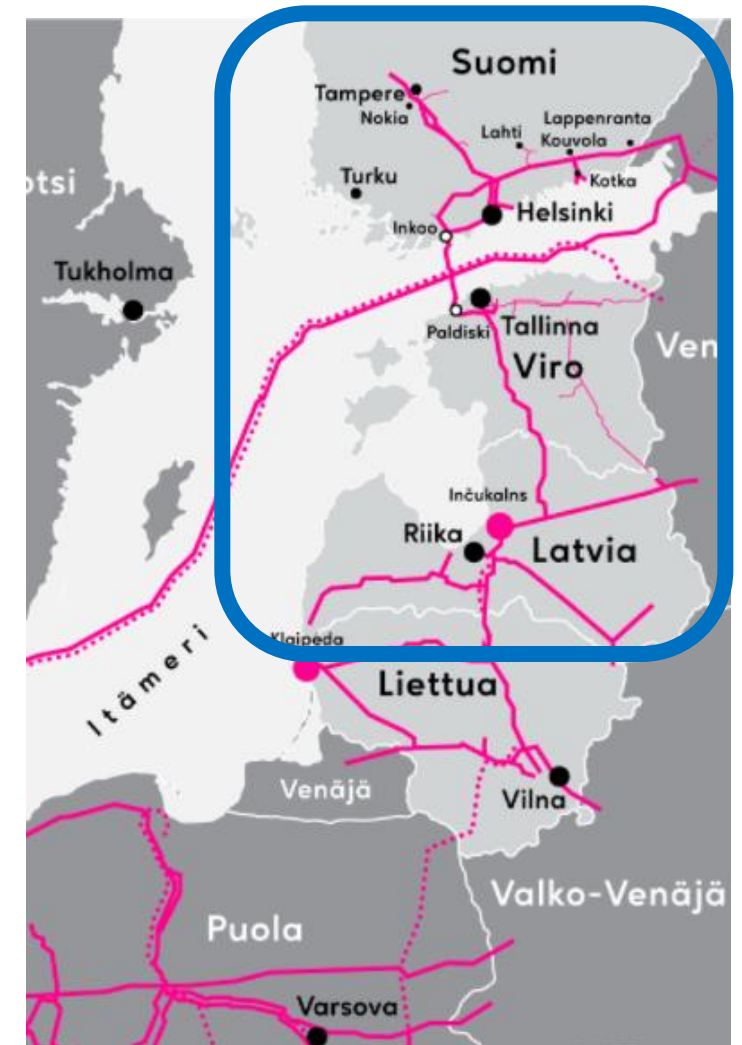 Suomi
Tampere
Nokia
Lappenranta
Lahti
Kouvola
Kotka
Turku
otsi
Helsinki
Inkoo
Tukholma
Paldiski
Tallinna
Viro
Ven
Inčukalns
Riika
Latvia
Klaipeda
Itämeri
Liettua
Venäjä
Vilna
Valko-Venäjä
Puola
Varsova